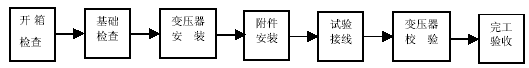 开 箱
检查
基础
检查
变压器
安 装
附件
安装
试验
接线
变压器
校 验
完工
验收